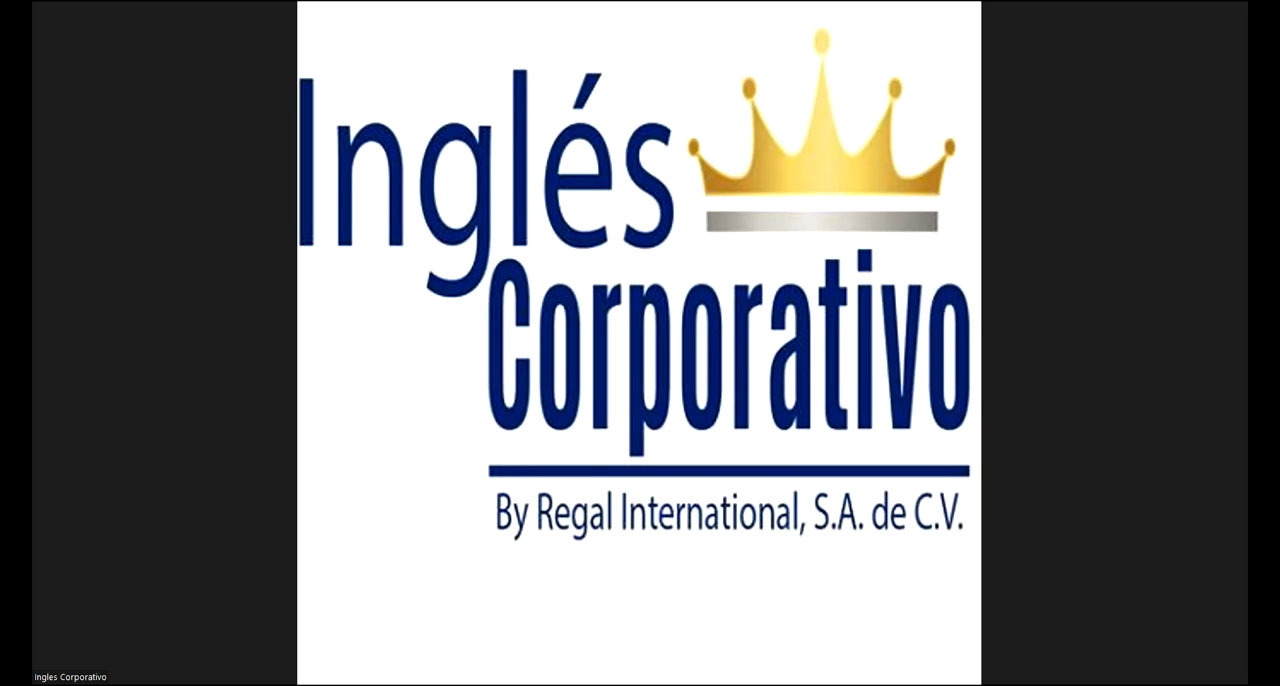 Inglés
Corporativo
By Regal International, S.A. de C.V.
Ingles Corporativo